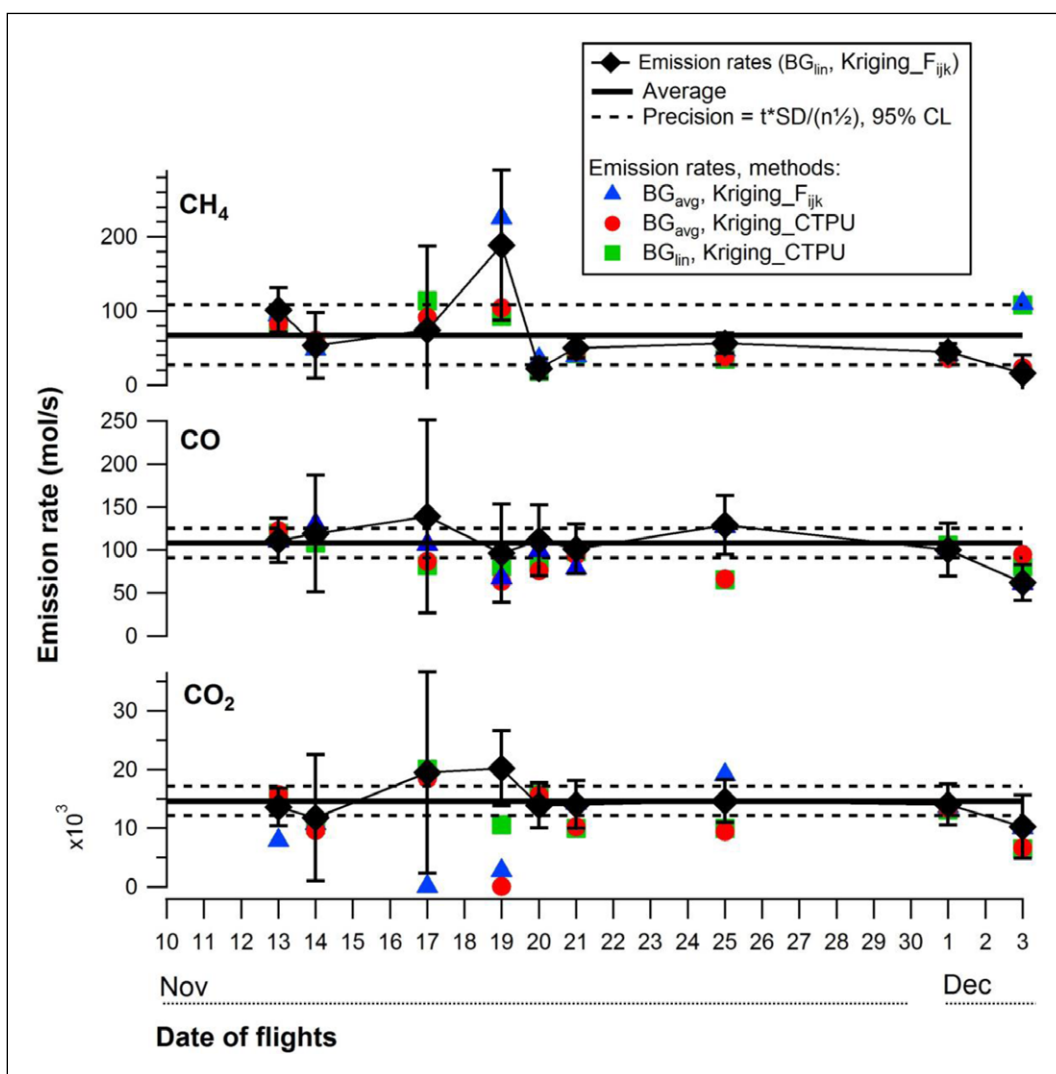 Emission rates (BGlin, Kriging_Fijk)
Average
Precision = t*SD/(n½), 95% CL
Emission rates, methods:
BGavg, Kriging_Fijk
BGavg, Kriging_CTPU
BGlin, Kriging_CTPU
CH4
200
100
0
CO
250
200
150
100
50
0
CO2
30
20
10
0
x10³
Emission rate (mol/s)
10 11 12 13 14 15 16 17 18 19 20 21 22 23 24 25 26 27 28 29 30 1 2 3
Nov Dec
Date of flights